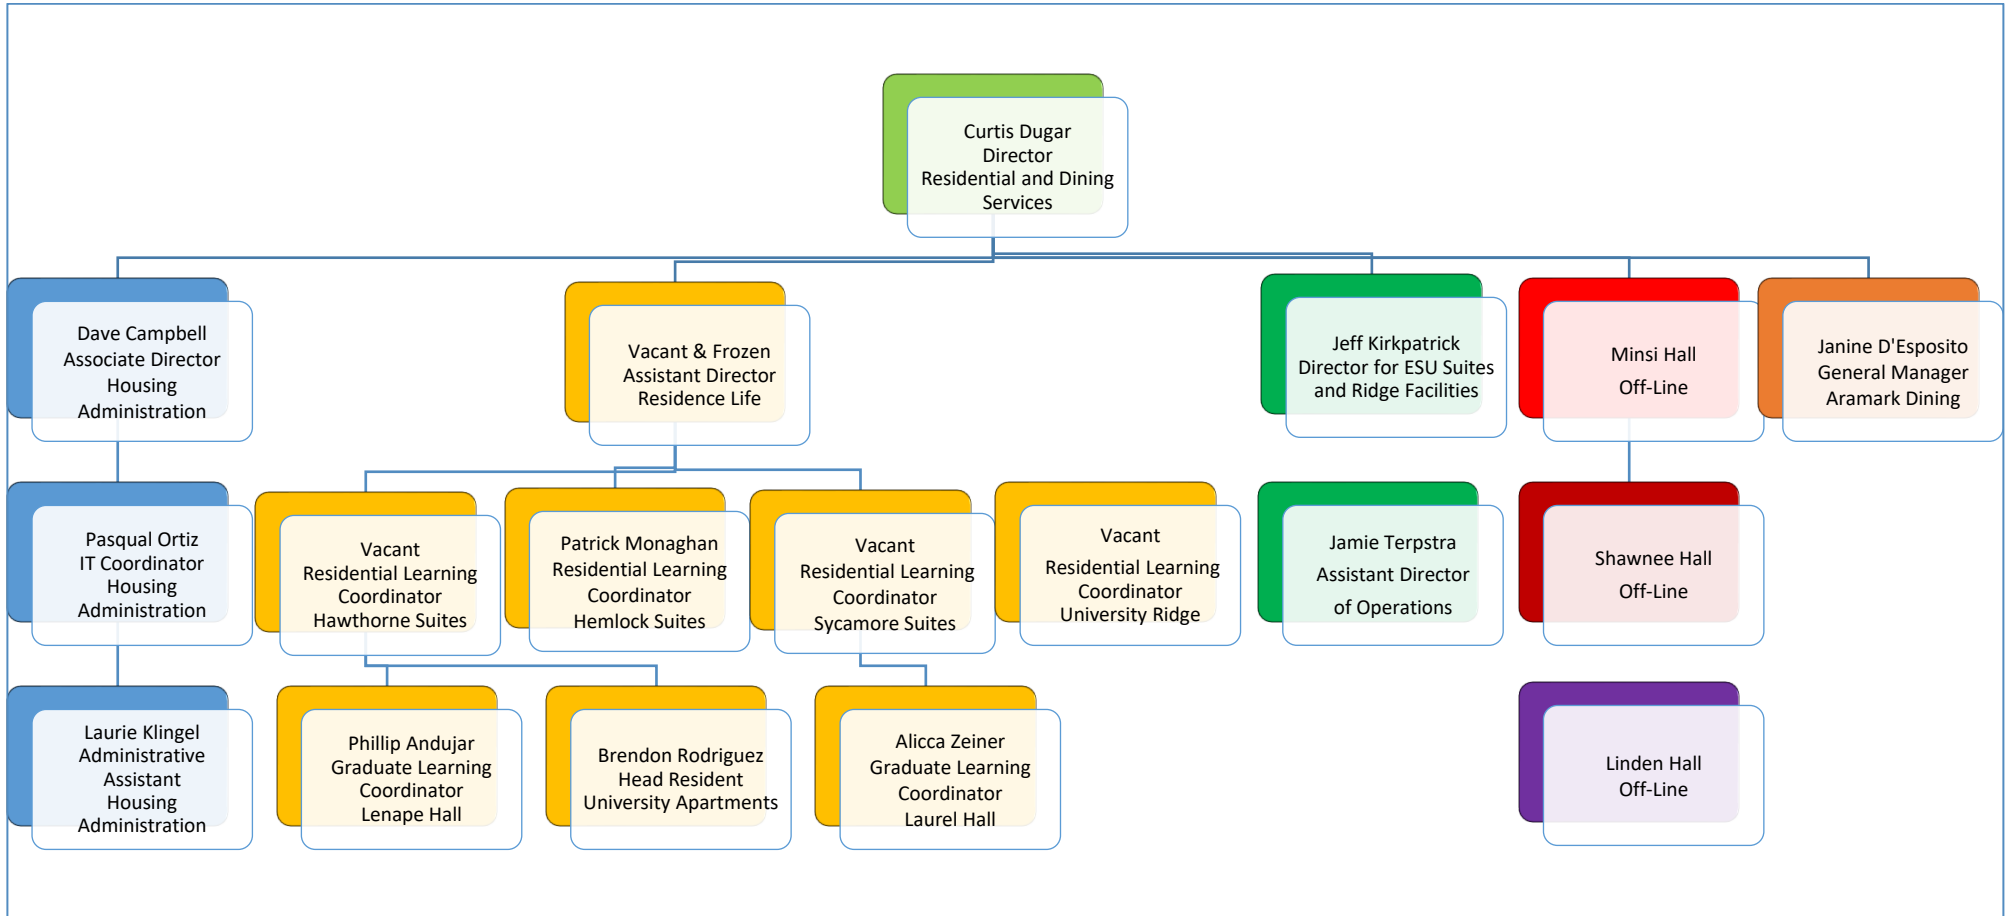 Curtis Dugar
Director
Residential and Dining
Services
Dave Campbell
Associate Director
Housing
Administration
Vacant & Frozen
Assistant Director
Residence Life
Jeff Kirkpatrick
Director for ESU Suites
and Ridge Facilities
Minsi Hall
Off-Line
Janine D'Esposito
General Manager
Aramark Dining
Pasqual Ortiz
IT Coordinator
Housing
Administration
Vacant
Residential Learning
Coordinator
Hawthorne Suites
Patrick Monaghan
Residential Learning
Coordinator
Hemlock Suites
Vacant
Residential Learning
Coordinator
Sycamore Suites
Vacant
Residential Learning
Coordinator
University Ridge
Jamie Terpstra
Assistant Director
of Operations
Shawnee Hall
Off-Line
Laurie Klingel
Administrative
Assistant
Housing
Administration
Phillip Andujar
Graduate Learning
Coordinator
Lenape Hall
Brendon Rodriguez
Head Resident
University Apartments
Alicca Zeiner
Graduate Learning
Coordinator
Laurel Hall
Linden Hall
Off-Line